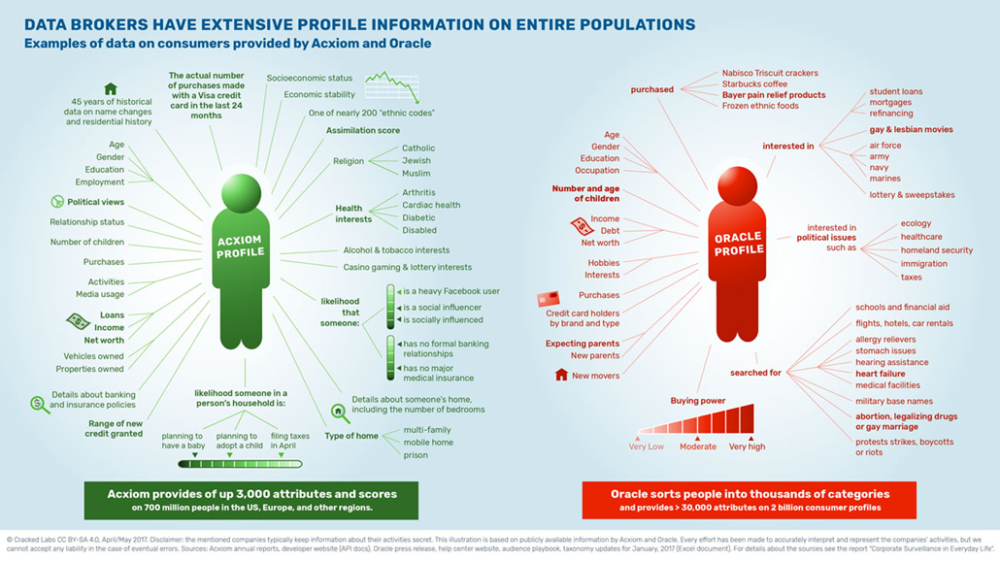 DATA BROKERS HAVE EXTENSIVE PROFILE INFORMATION ON ENTIRE POPULATIONS
Examples of data on consumers provided by Acxiom and Oracle
45 years of historical
data on name changes
and residential history
The actual number
of purchases made
with a Visa credit
card in the last 24
months
Socioeconomic status
Economic stability
One of nearly 200 "ethnic codes"
Assimilation score
Religion
Catholic
Jewish
Muslim
Health
interests
Arthritis
Cardiac health
Diabetic
Disabled
Alcohol & tobacco interests
Casino gaming & lottery interests
likelihood
that
someone:
is a heavy Facebook user
is a social influencer
is socially influenced
has no formal banking
relationships
has no major
medical insurance
Details about someone's home,
including the number of bedrooms
Type of home
multi-family
mobile home
prison
Age
Gender
Education
Employment
Political views
Relationship status
Number of children
Purchases
Activities
Media usage
Loans
Income
Net worth
Vehicles owned
Properties owned
Details about banking
and insurance policies
Range of new
credit granted
ACXIOM
PROFILE
likelihood someone in a
person's household is:
planning to
have a baby
planning to
adopt a child
filing taxes
in April
Acxiom provides of up 3,000 attributes and scores
on 700 million people in the US, Europe, and other regions.
purchased
Nabisco Triscuit crackers
Starbucks coffee
Bayer pain relief products
Frozen ethnic foods
interested in
student loans
mortgages
refinancing
gay & lesbian movies
air force
army
navy
marines
lottery & sweepstakes
interested in
political issues
such as
ecology
healthcare
homeland security
immigration
taxes
searched for
schools and financial aid
flights, hotels, car rentals
allergy relievers
stomach issues
hearing assistance
heart failure
medical facilities
military base names
abortion, legalizing drugs
or gay marriage
protests strikes, boycotts
or riots
Age
Gender
Education
Occupation
Number and age
of children
Income
Debt
Net worth
Hobbies
Interests
Purchases
Credit card holders
by brand and type
Expecting parents
New parents
New movers
ORACLE
PROFILE
Buying power
Very Low
Moderate
Very high
Oracle sorts people into thousands of categories
and provides > 30,000 attributes on 2 billion consumer profiles
© Cracked Labs CC BY-SA 4.0, April/May 2017. Disclaimer: the mentioned companies typically keep information about their activities secret. This illustration is based on publicly available information by Acxiom and Oracle. Every effort has been made to accurately interpret and represent the companies' activities, but we
cannot accept any liability in the case of eventual errors. Sources: Acxiom annual reports, developer website (API docs). Oracle press release, help center website, audience playbook, taxonomy updates for January, 2017 (Excel document). For details about the sources see the report "Corporate Surveillance in Everyday Life".